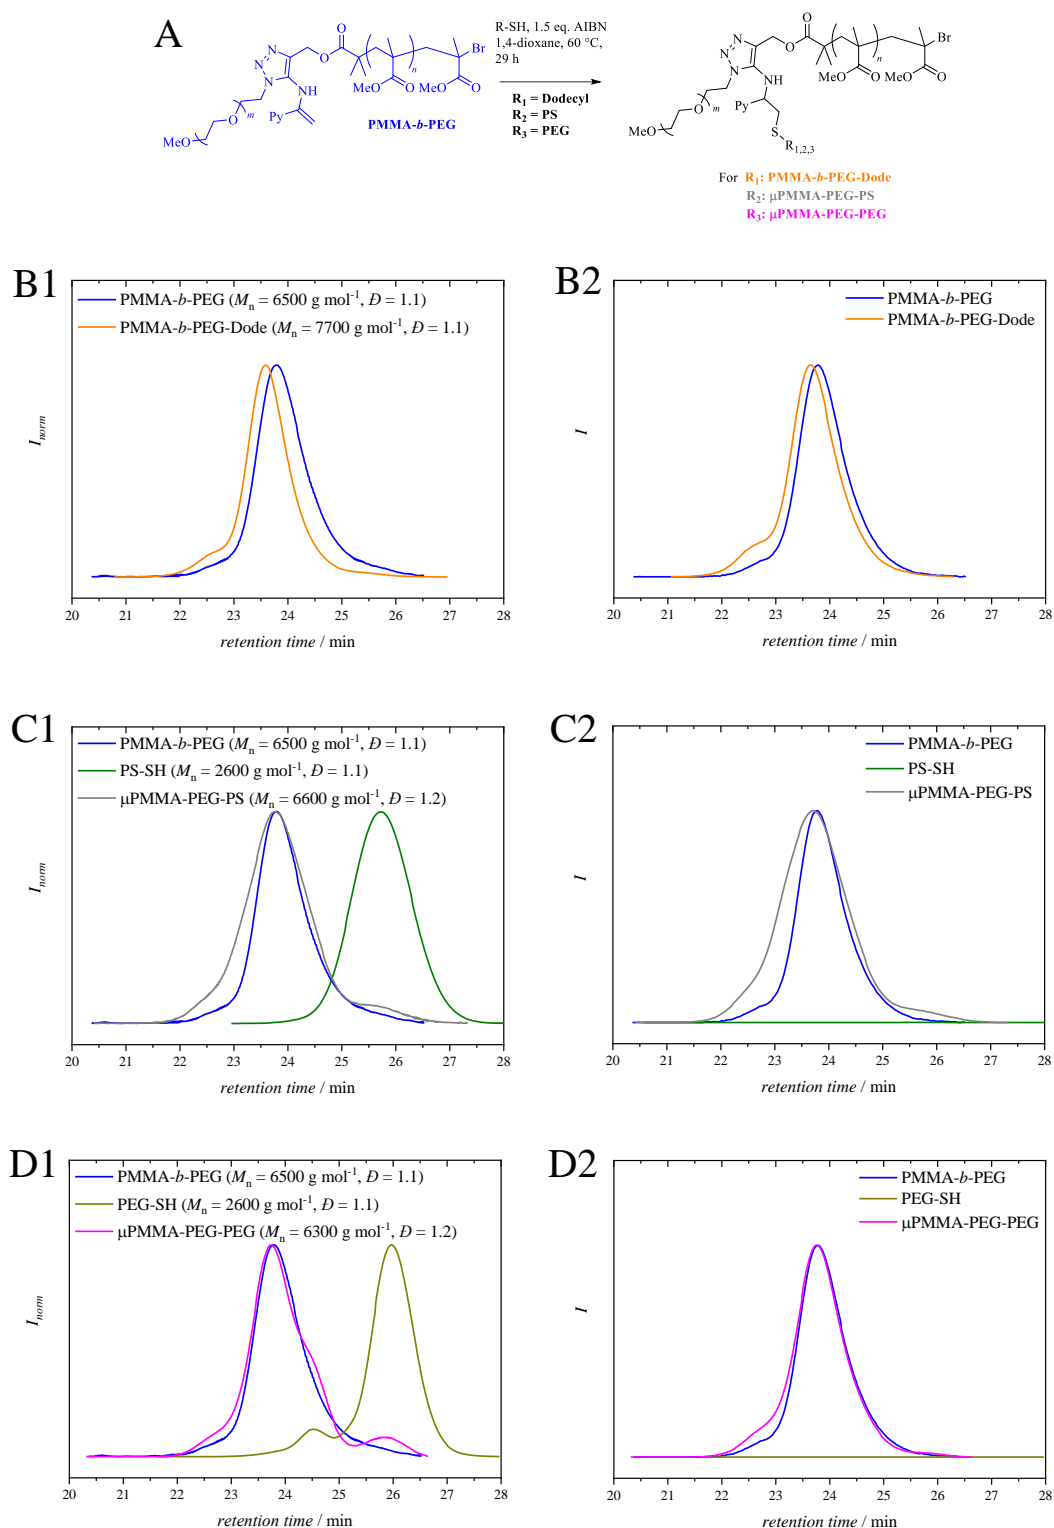 A
R-SH, 1.5 eq. AIBN
1,4-dioxane, 60 °C,
29 h
R1 = Dodecyl
R2 = PS
R3 = PEG
N
N
N
O
O
n
Br
MeO
O
MeO
O
NH
Py
O
m
MeO
O
PMMA-b-PEG
N
N
N
O
O
n
Br
MeO
O
MeO
O
NH
Py
S
R1,2,3
O
m
MeO
O
For R1: PMMA-b-PEG-Dode
R2: µPMMA-PEG-PS
R3: µPMMA-PEG-PEG
B1
PMMA-b-PEG (Mn = 6500 g mol-1, Đ = 1.1)
PMMA-b-PEG-Dode (Mn = 7700 g mol-1, Đ = 1.1)
Inorm
20 21 22 23 24 25 26 27 28
retention time / min
B2
PMMA-b-PEG
PMMA-b-PEG-Dode
I
20 21 22 23 24 25 26 27 28
retention time / min
C1
PMMA-b-PEG (Mn = 6500 g mol-1, Đ = 1.1)
PS-SH (Mn = 2600 g mol-1, Đ = 1.1)
µPMMA-PEG-PS (Mn = 6600 g mol-1, Đ = 1.2)
Inorm
20 21 22 23 24 25 26 27 28
retention time / min
C2
PMMA-b-PEG
PS-SH
µPMMA-PEG-PS
I
20 21 22 23 24 25 26 27 28
retention time / min
D1
PMMA-b-PEG (Mn = 6500 g mol-1, Đ = 1.1)
PEG-SH (Mn = 2600 g mol-1, Đ = 1.1)
µPMMA-PEG-PEG (Mn = 6300 g mol-1, Đ = 1.2)
Inorm
20 21 22 23 24 25 26 27 28
retention time / min
D2
PMMA-b-PEG
PEG-SH
µPMMA-PEG-PEG
I
20 21 22 23 24 25 26 27 28
retention time / min